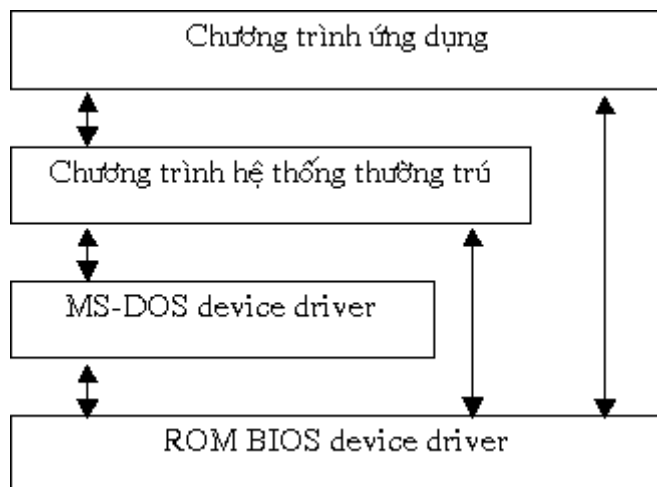 Chương trình ứng dụng
Chương trình hệ thống thường trú
MS-DOS device driver
ROM BIOS device driver